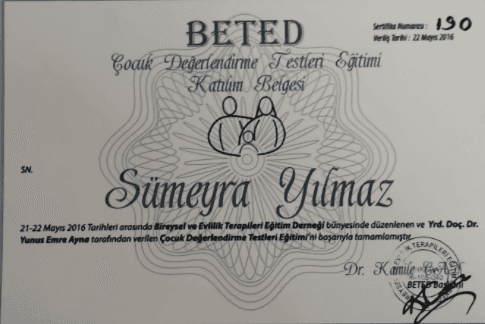 BETED
Sertifika Numarası : 190
Veriliş Tarihi : 22 Mayıs 2016
Çocuk Değerlendirme Testleri Eğitimi
Katılım Belgesi
SN.
Sümeyra Yılmaz
21-22 Mayıs 2016 Tarihleri arasında Bireysel ve Evlilik Terapileri Eğitim Derneği bünyesinde düzenlenen ve Yrd. Doç. Dr.
Yunus Emre Ayna tarafından verilen Çocuk Değerlendirme Testleri Eğitimi'ni başarıyla tamamlamıştır.
Dr. Kamile
BETED Başkanı